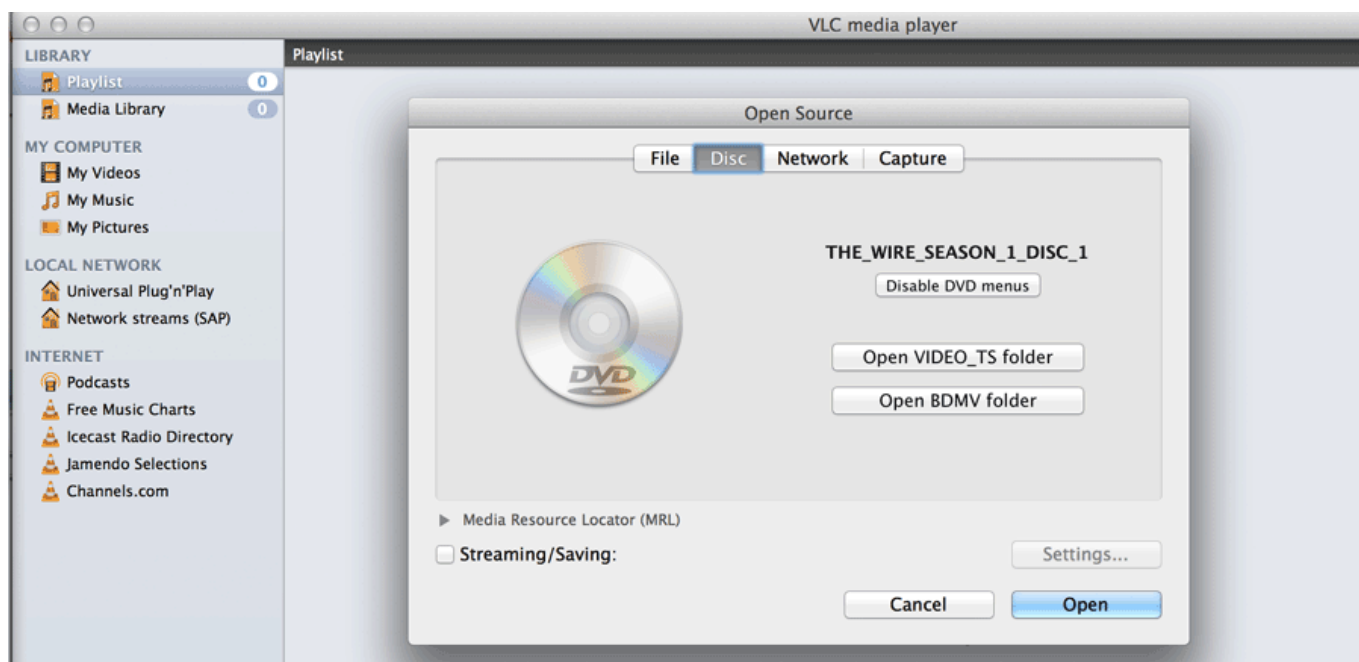 VLC media player
LIBRARY
Playlist 0
Media Library 0
MY COMPUTER
My Videos
My Music
My Pictures
LOCAL NETWORK
Universal Plug'n'Play
Network streams (SAP)
INTERNET
Podcasts
Free Music Charts
Icecast Radio Directory
Jamendo Selections
Channels.com
Playlist
Open Source
File Disc Network Capture
DVD
THE_WIRE_SEASON_1_DISC_1
Disable DVD menus
Open VIDEO_TS folder
Open BDMV folder
Media Resource Locator (MRL)
Streaming/Saving:
Settings...
Cancel Open